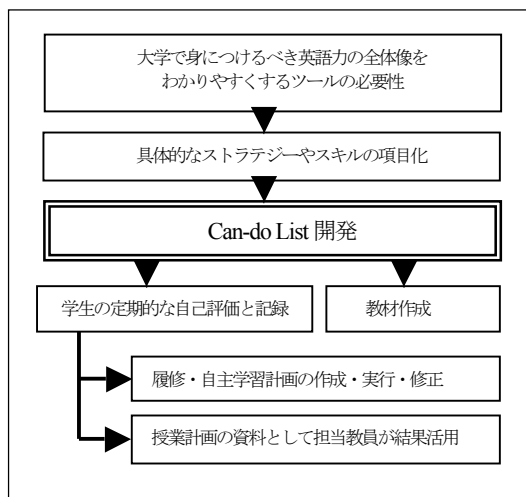 大学で身につけるべき英語力の全体像を
わかりやすくするツールの必要性
具体的なストラテジーやスキルの項目化
Can-do List 開発
学生の定期的な自己評価と記録
教材作成
履修・自主学習計画の作成・実行・修正
授業計画の資料として担当教員が結果活用